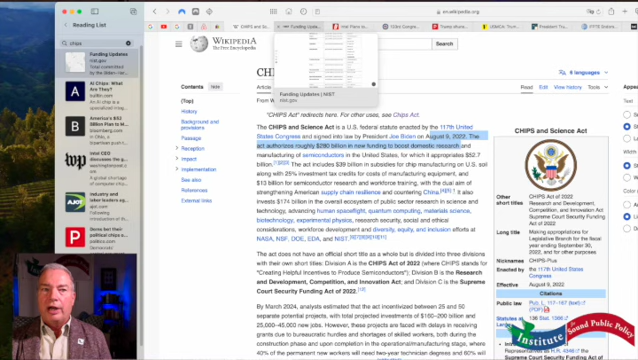 en.wikipedia.org
Reading List
chips
Funding Updates
nist.gov
Total committed
by the Biden Har
AI Chips: What
Are They?
America's $52
Billion Plan to M
bloomberg.com
Industry and
labor leaders ag
Dems bet their
political chips a
politico.com
Funding Updates | NIST
nist.gov
WIKIPEDIA
The Free Encyclopedia
Search
6 languages
Contents
hide
(Top)
History
Background and
Passage
Reception
Impact
Implementation
See also
References
External links
Read
Edit
View history
Tools
"CHIPS Act" redirects here. For other uses, see Chips Act.
The CHIPS and Science Act is a U.S. federal statute enacted by the 117th United
States Congress and signed into law by President Joe Biden on August 9, 2022. The
act authorizes roughly $280 billion in new funding to boost domestic research and
manufacturing of semiconductors in the United States, for which it appropriates $52.7
billion. The act includes $39 billion in subsidies for chip manufacturing on U.S. soil
along with 25% investment tax credits for costs of manufacturing equipment, and
$13 billion for semiconductor research and workforce training, with the dual aim of
strengthening American supply chain resilience and countering China. It also
invests $174 billion in the overall ecosystem of public sector research in science and
technology, advancing human spaceflight, quantum computing, materials science,
biotechnology, experimental physics, research security, social and ethical
considerations, workforce development and diversity, equity, and inclusion efforts at
NASA, NSF, DOE, EDA, and NIST.
The act does not have an official short title as a whole but is divided into three divisions
with their own short titles: Division A is the CHIPS Act of 2022 (where CHIPS stands for
"Creating Helpful Incentives to Produce Semiconductors"); Division B is the Research
and Development, Competition, and Innovation Act; and Division C is the Supreme
Court Security Funding Act of 2022.
By March 2024, analysts estimated that the act incentivized between 25 and 50
separate potential projects, with total projected investments of $160–200 billion and
25,000–45,000 new jobs. However, these projects are faced with delays in receiving
grants due to bureaucratic hurdles and shortages of skilled workers, both during the
construction phase and upon completion in the operational/manufacturing stage, where
40% of the permanent new workers will need two-year technician degrees and 60%
CHIPS and Science Act
Other short titles
CHIPS Act of 2022
Research and Development, Competition, and Innovation Act
Supreme Court Security Funding Act of 2022
Long title
Making appropriations for Legislative Branch for the fiscal year ending September 30, 2022, and for other purposes.
Nicknames
CHIPS-Plus
Enacted by
the 117th United States Congress
Effective
August 9, 2022
Citations
Public law
Pub. L. 117–167
Institute
for
Sound Public Policy